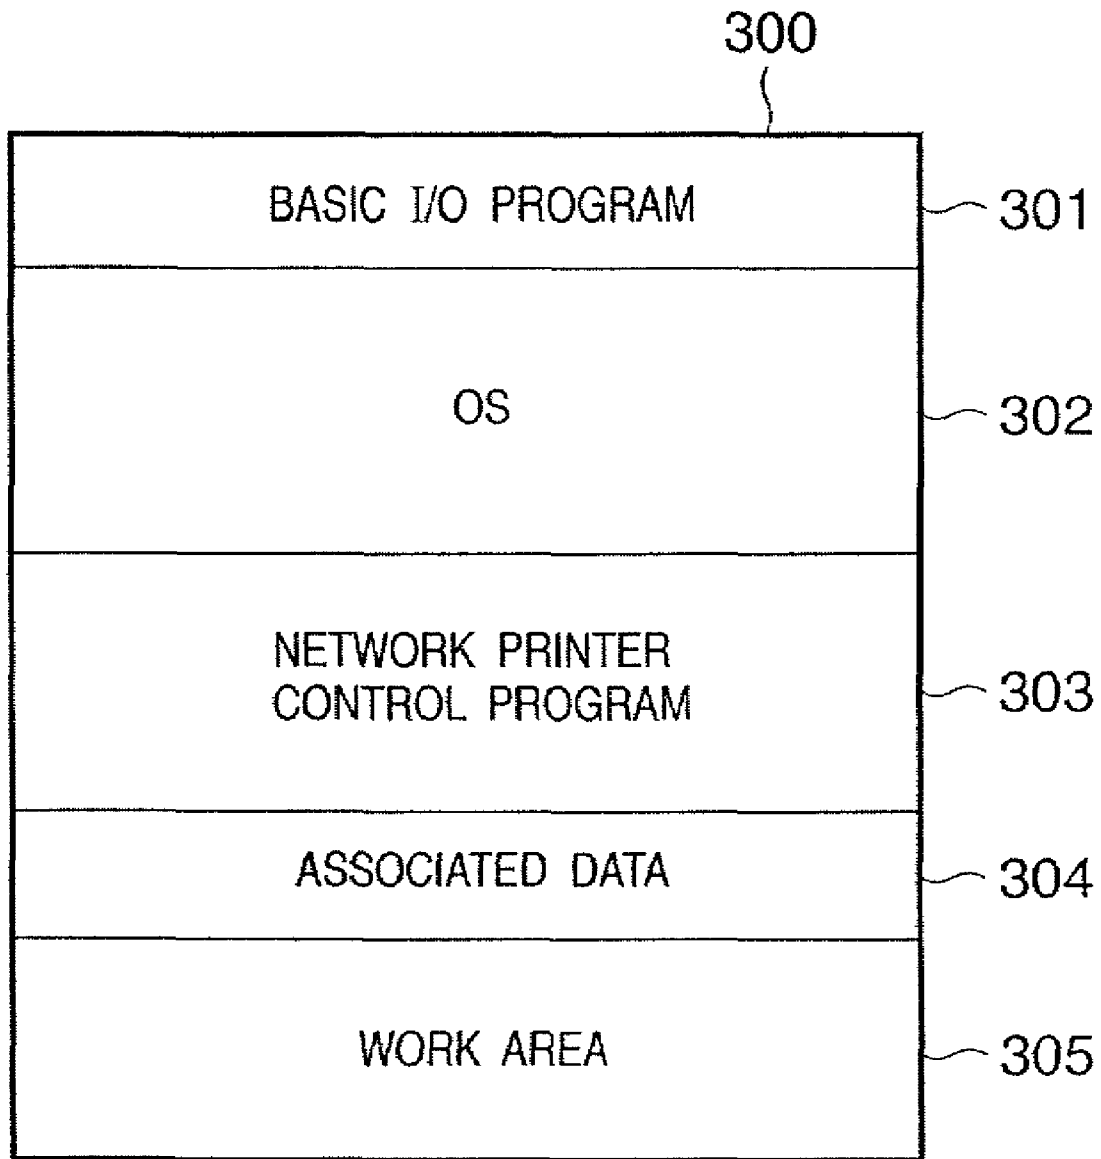 300
BASIC I/O PROGRAM
301
OS
302
NETWORK PRINTER
CONTROL PROGRAM
303
ASSOCIATED DATA
304
WORK AREA
305